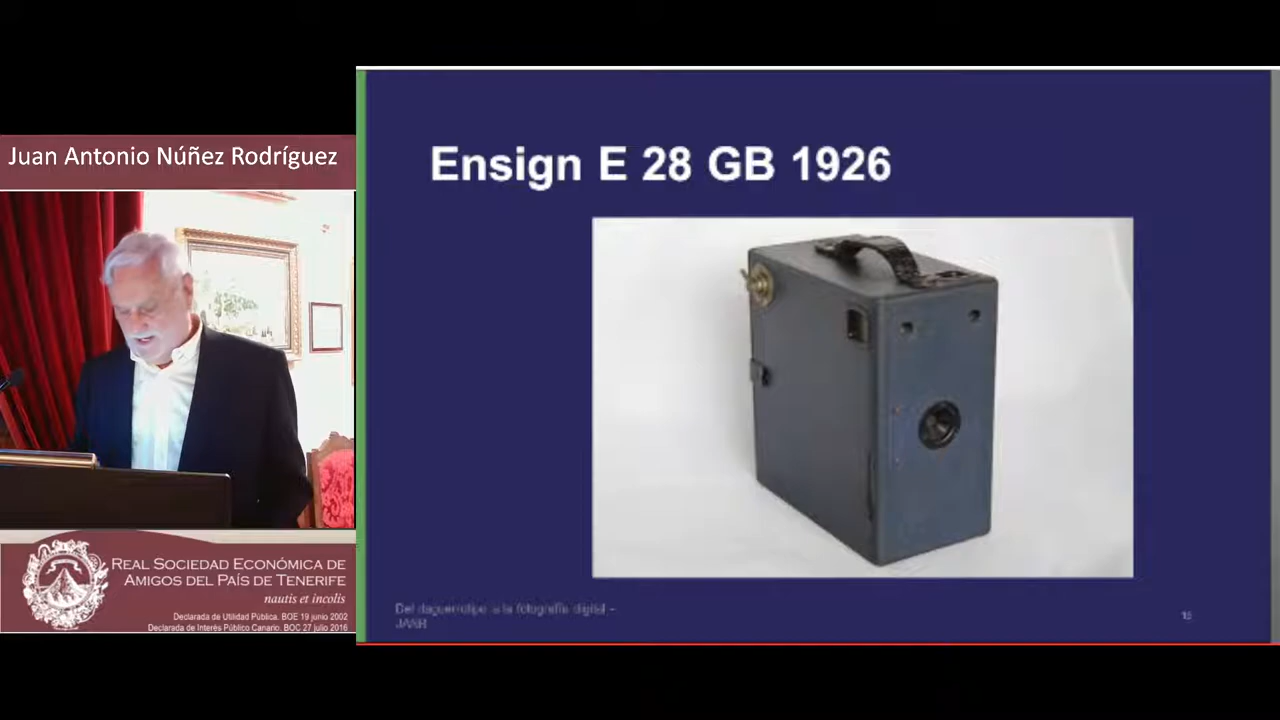 Juan Antonio Núñez Rodríguez
Ensign E 28 GB 1926
REAL SOCIEDAD ECONÓMICA DE
AMIGOS DEL PAÍS DE TENERIFE
nautis et incolis
Declarada de Utilidad Pública. BOE 19 junio 2002
Declarada de Interés Público Canario. BOC 27 julio 2016
Del daguerrotipo a la fotografía digital –